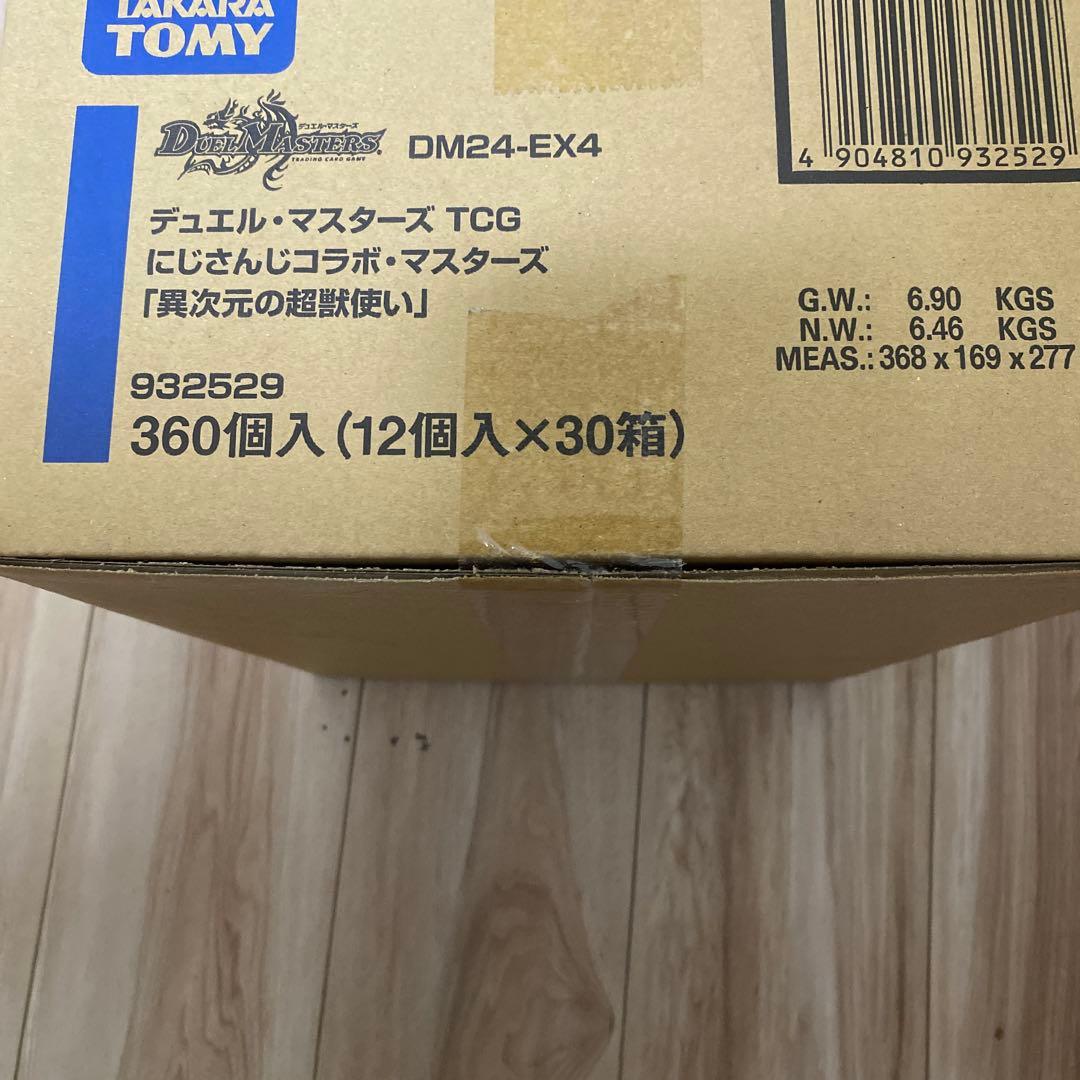 TAKARA
TOMY
デュエル・マスターズ
DUEL MASTERS
TRADING CARD GAME
DM24-EX4
4 904810 932529
デュエル・マスターズ TCG
にじさんじコラボ・マスターズ
「異次元の超獣使い」
G.W.: 6.90 KGS
N.W.: 6.46 KGS
MEAS.: 368 x 169 x 277
932529
360個入(12個入×30箱)